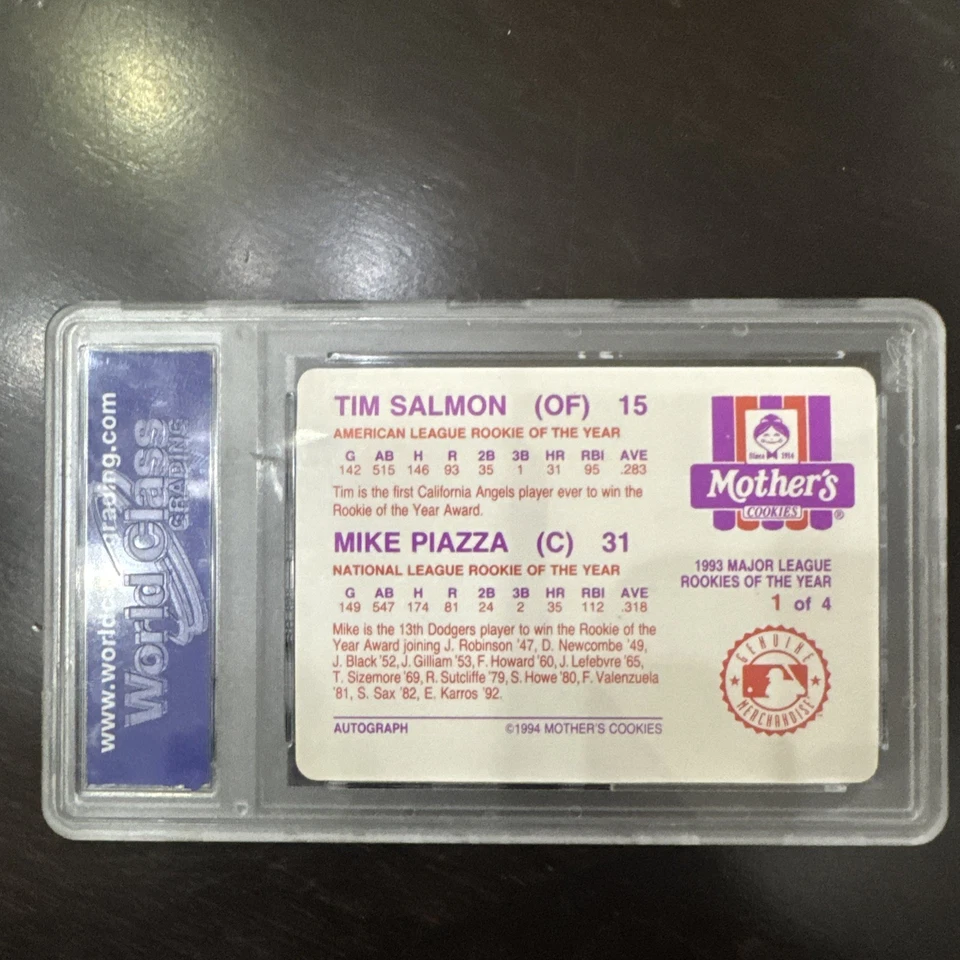 www.worldclassgrading.com
World Class
GRADING
TIM SALMON (OF) 15
AMERICAN LEAGUE ROOKIE OF THE YEAR
G AB H R 2B 3B HR RBI AVE
142 515 146 93 35 1 31 95 .283
Tim is the first California Angels player ever to win the
Rookie of the Year Award.
MIKE PIAZZA (C) 31
NATIONAL LEAGUE ROOKIE OF THE YEAR
G AB H R 2B 3B HR RBI AVE
149 547 174 81 24 2 35 112 .318
Mike is the 13th Dodgers player to win the Rookie of the
Year Award joining J. Robinson '47, D. Newcombe '49,
J. Black '52, J. Gilliam '53, F. Howard '60, J. Lefebvre '65,
T. Sizemore '69, R. Sutcliffe '79, S. Howe '80, F. Valenzuela
'81, S. Sax '82, E. Karros '92.
AUTOGRAPH ©1994 MOTHER'S COOKIES
Since 1914
Mother's
COOKIES ®
1993 MAJOR LEAGUE
ROOKIES OF THE YEAR
1 of 4
GENUINE
MERCHANDISE